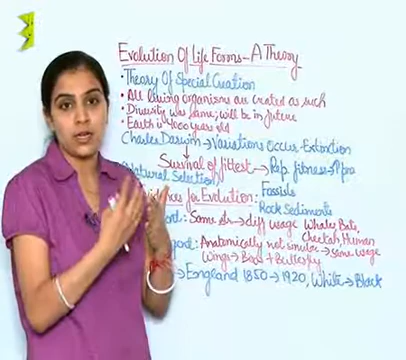 Evolution Of Life Forms - A Theory
• Theory Of Special Creation
• All living organisms are created as such
• Diversity was same; will be in future
• Earth is 4000 years old
Charles Darwin → Variations Occur → Extinction
↓
Survival of fittest → Rep. fitness →
Natural Selection
for Evolution: Fossils
Rock Sediments
Same str → diff usage Whales, Bats,
Cheetah, Human
Anatomically not similar → same usage
Wings → Bird + Butterfly
→ England 1850 → 1920, White → Black